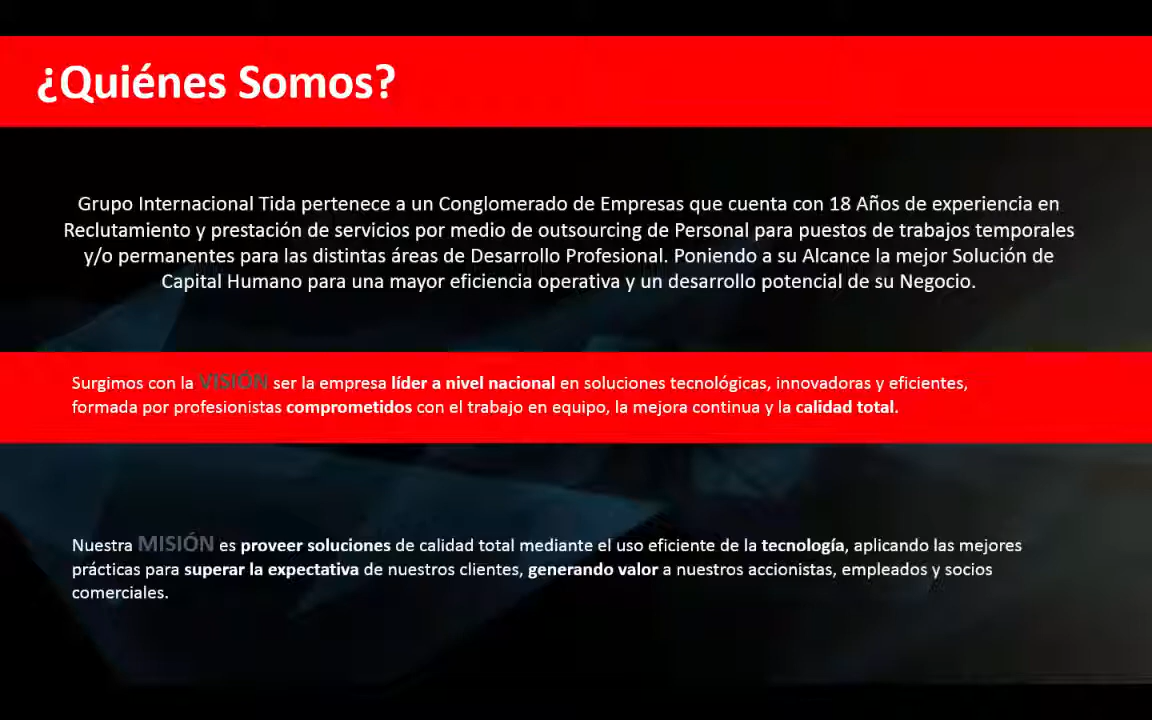 ¿Quiénes Somos?
Grupo Internacional Tida pertenece a un Conglomerado de Empresas que cuenta con 18 Años de experiencia en
Reclutamiento y prestación de servicios por medio de outsourcing de Personal para puestos de trabajos temporales
y/o permanentes para las distintas áreas de Desarrollo Profesional. Poniendo a su Alcance la mejor Solución de
Capital Humano para una mayor eficiencia operativa y un desarrollo potencial de su Negocio.
Surgimos con la VISIÓN ser la empresa líder a nivel nacional en soluciones tecnológicas, innovadoras y eficientes,
formada por profesionistas comprometidos con el trabajo en equipo, la mejora continua y la calidad total.
Nuestra MISIÓN es proveer soluciones de calidad total mediante el uso eficiente de la tecnología, aplicando las mejores
prácticas para superar la expectativa de nuestros clientes, generando valor a nuestros accionistas, empleados y socios
comerciales.